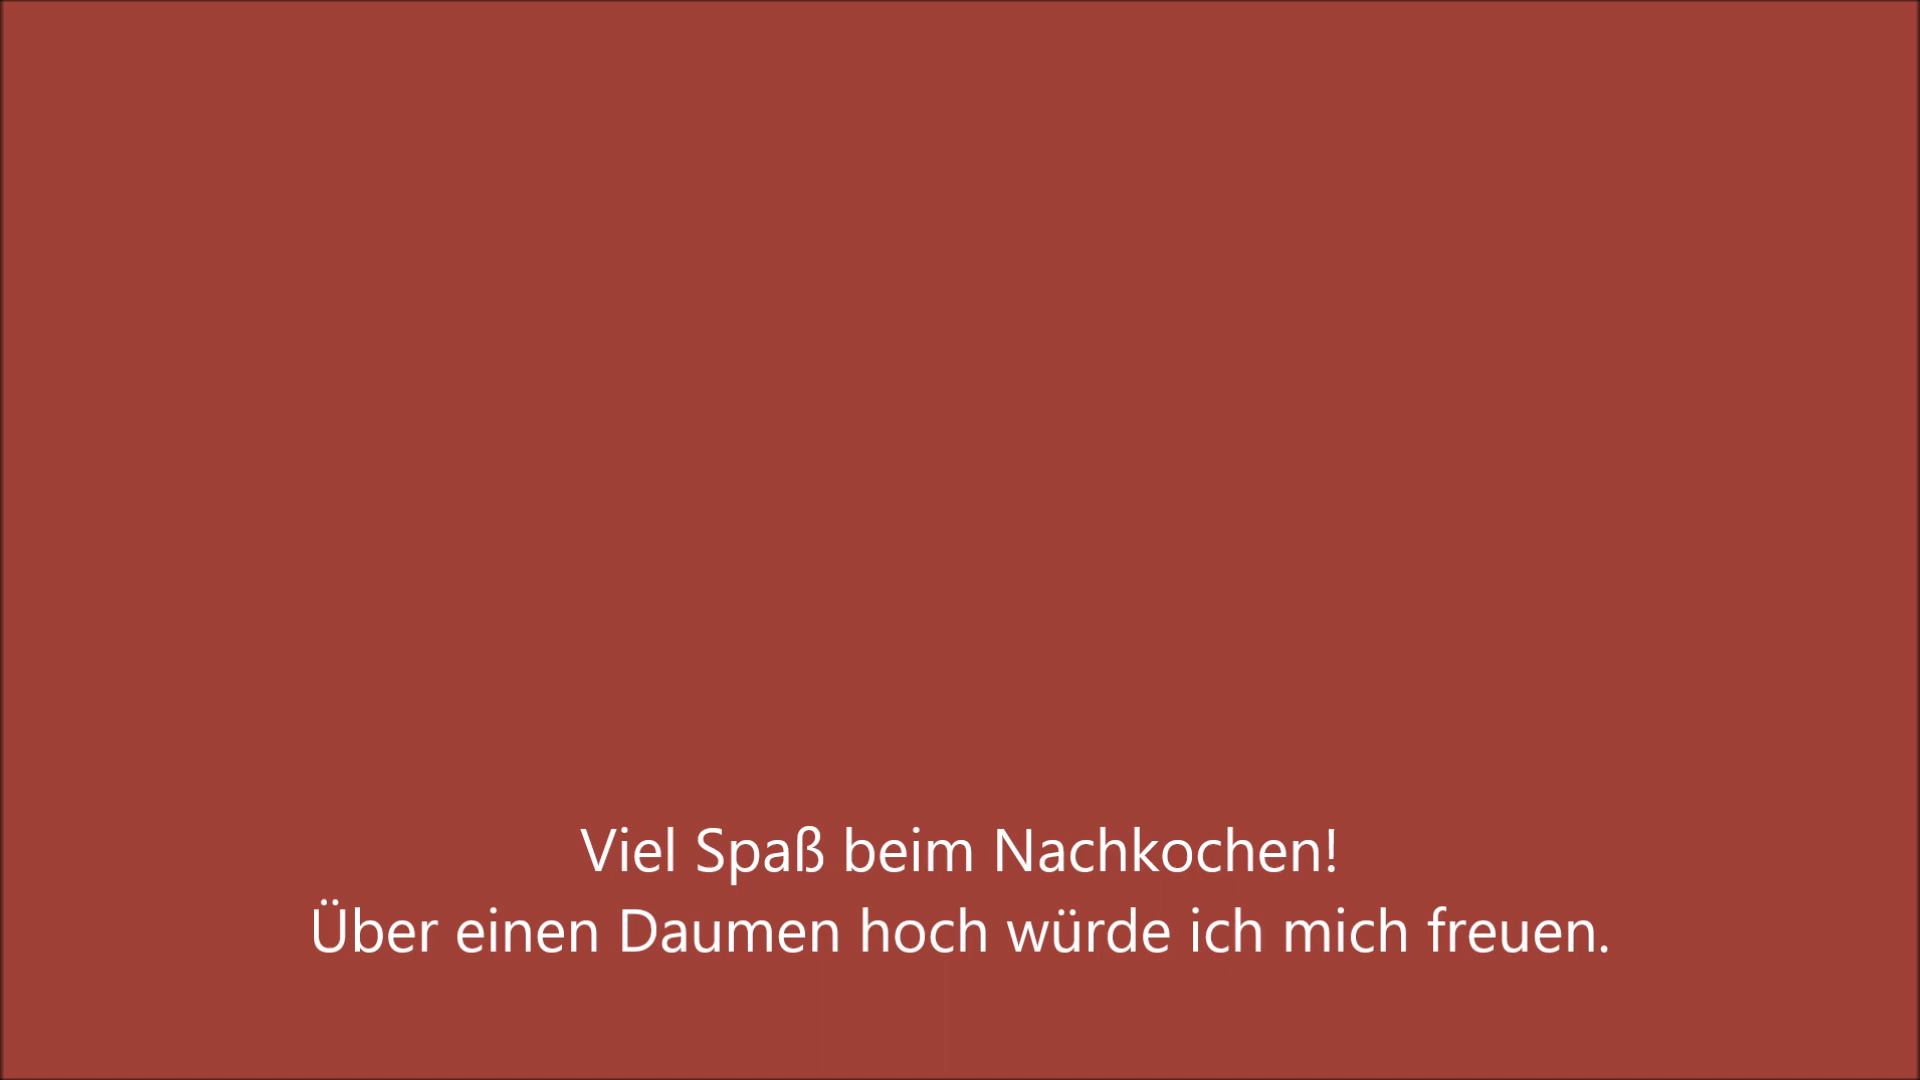 Viel Spaß beim Nachkochen!
Über einen Daumen hoch würde ich mich freuen.